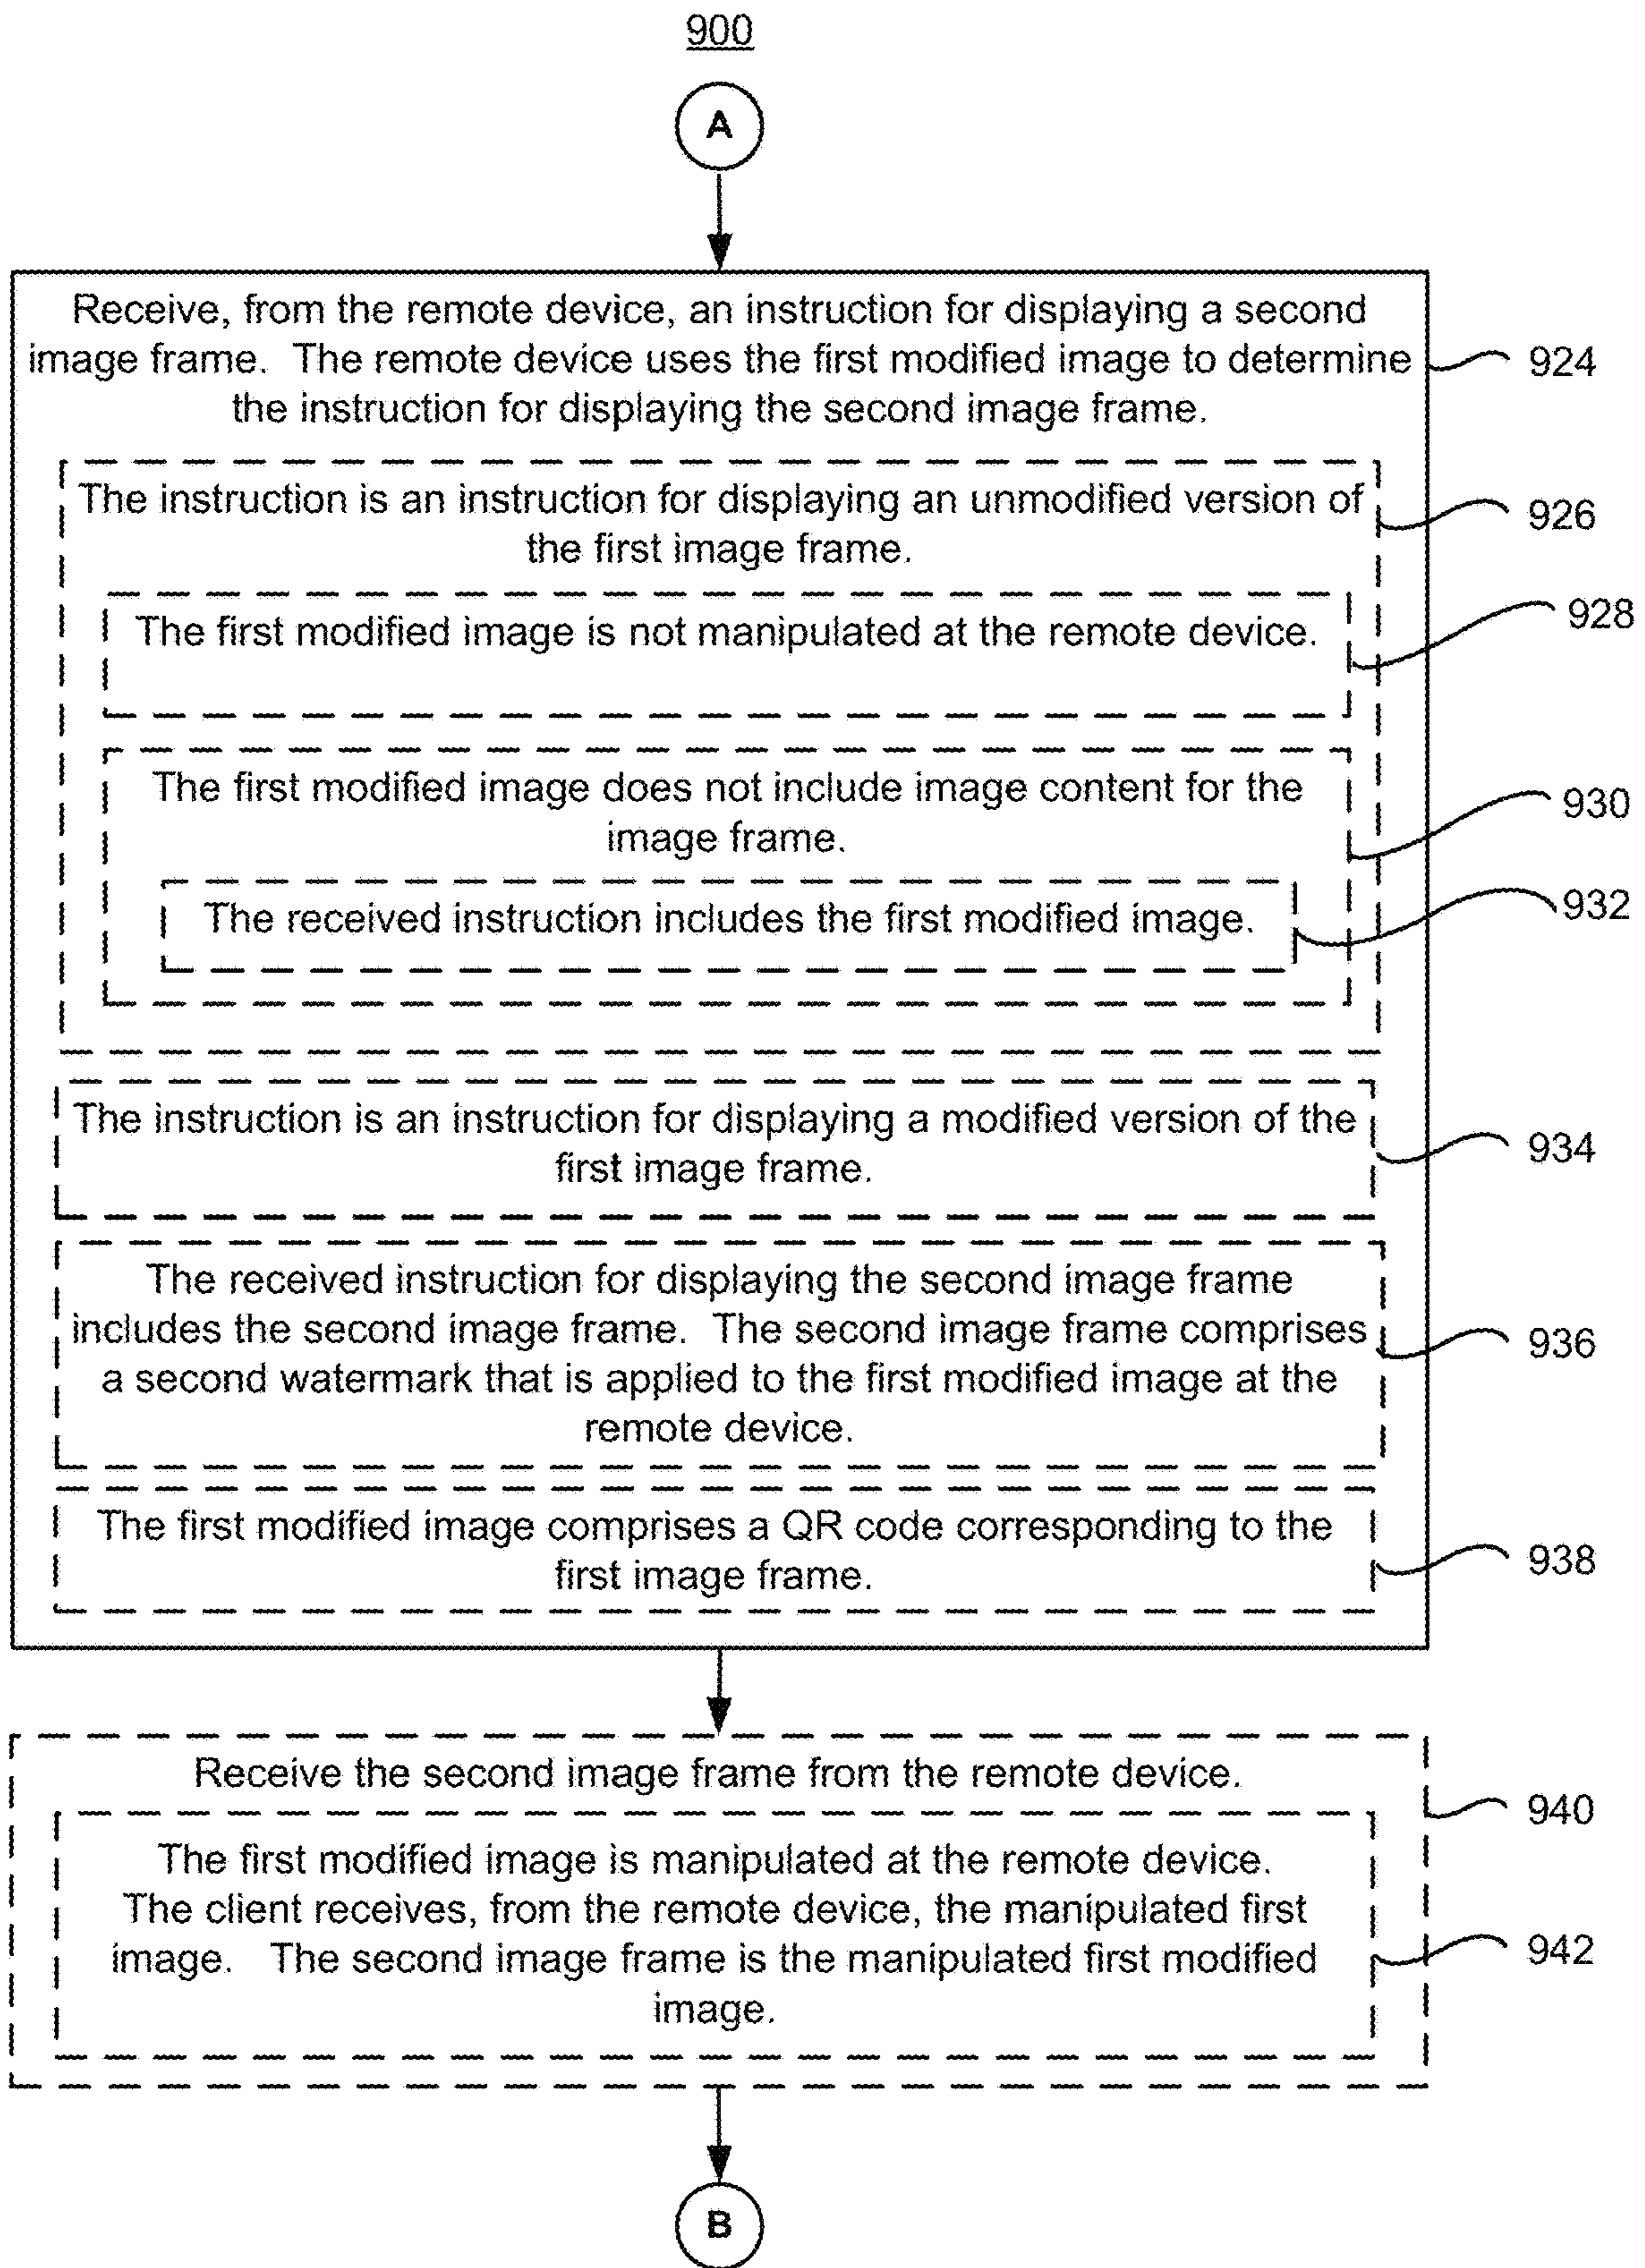 900
A
Receive, from the remote device, an instruction for displaying a second
image frame.  The remote device uses the first modified image to determine
the instruction for displaying the second image frame.
924
The instruction is an instruction for displaying an unmodified version of
the first image frame.
926
The first modified image is not manipulated at the remote device.
928
The first modified image does not include image content for the
image frame.
930
The received instruction includes the first modified image.
932
The instruction is an instruction for displaying a modified version of the
first image frame.
934
The received instruction for displaying the second image frame
includes the second image frame.  The second image frame comprises
a second watermark that is applied to the first modified image at the
remote device.
936
The first modified image comprises a QR code corresponding to the
first image frame.
938
Receive the second image frame from the remote device.
940
The first modified image is manipulated at the remote device.
The client receives, from the remote device, the manipulated first
image.   The second image frame is the manipulated first modified
image.
942
B